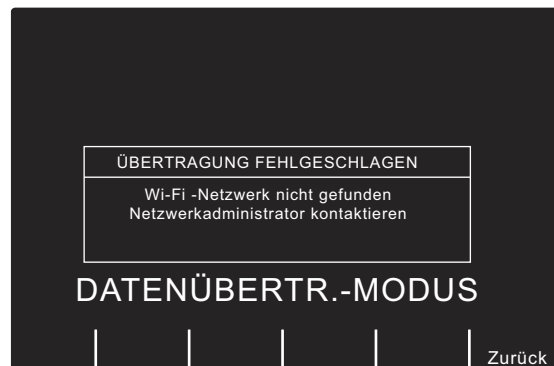 ÜBERTRAGUNG FEHLGESCHLAGEN
Wi-Fi -Netzwerk nicht gefunden
Netzwerkadministrator kontaktieren
DATENÜBERTR.-MODUS
Zurück